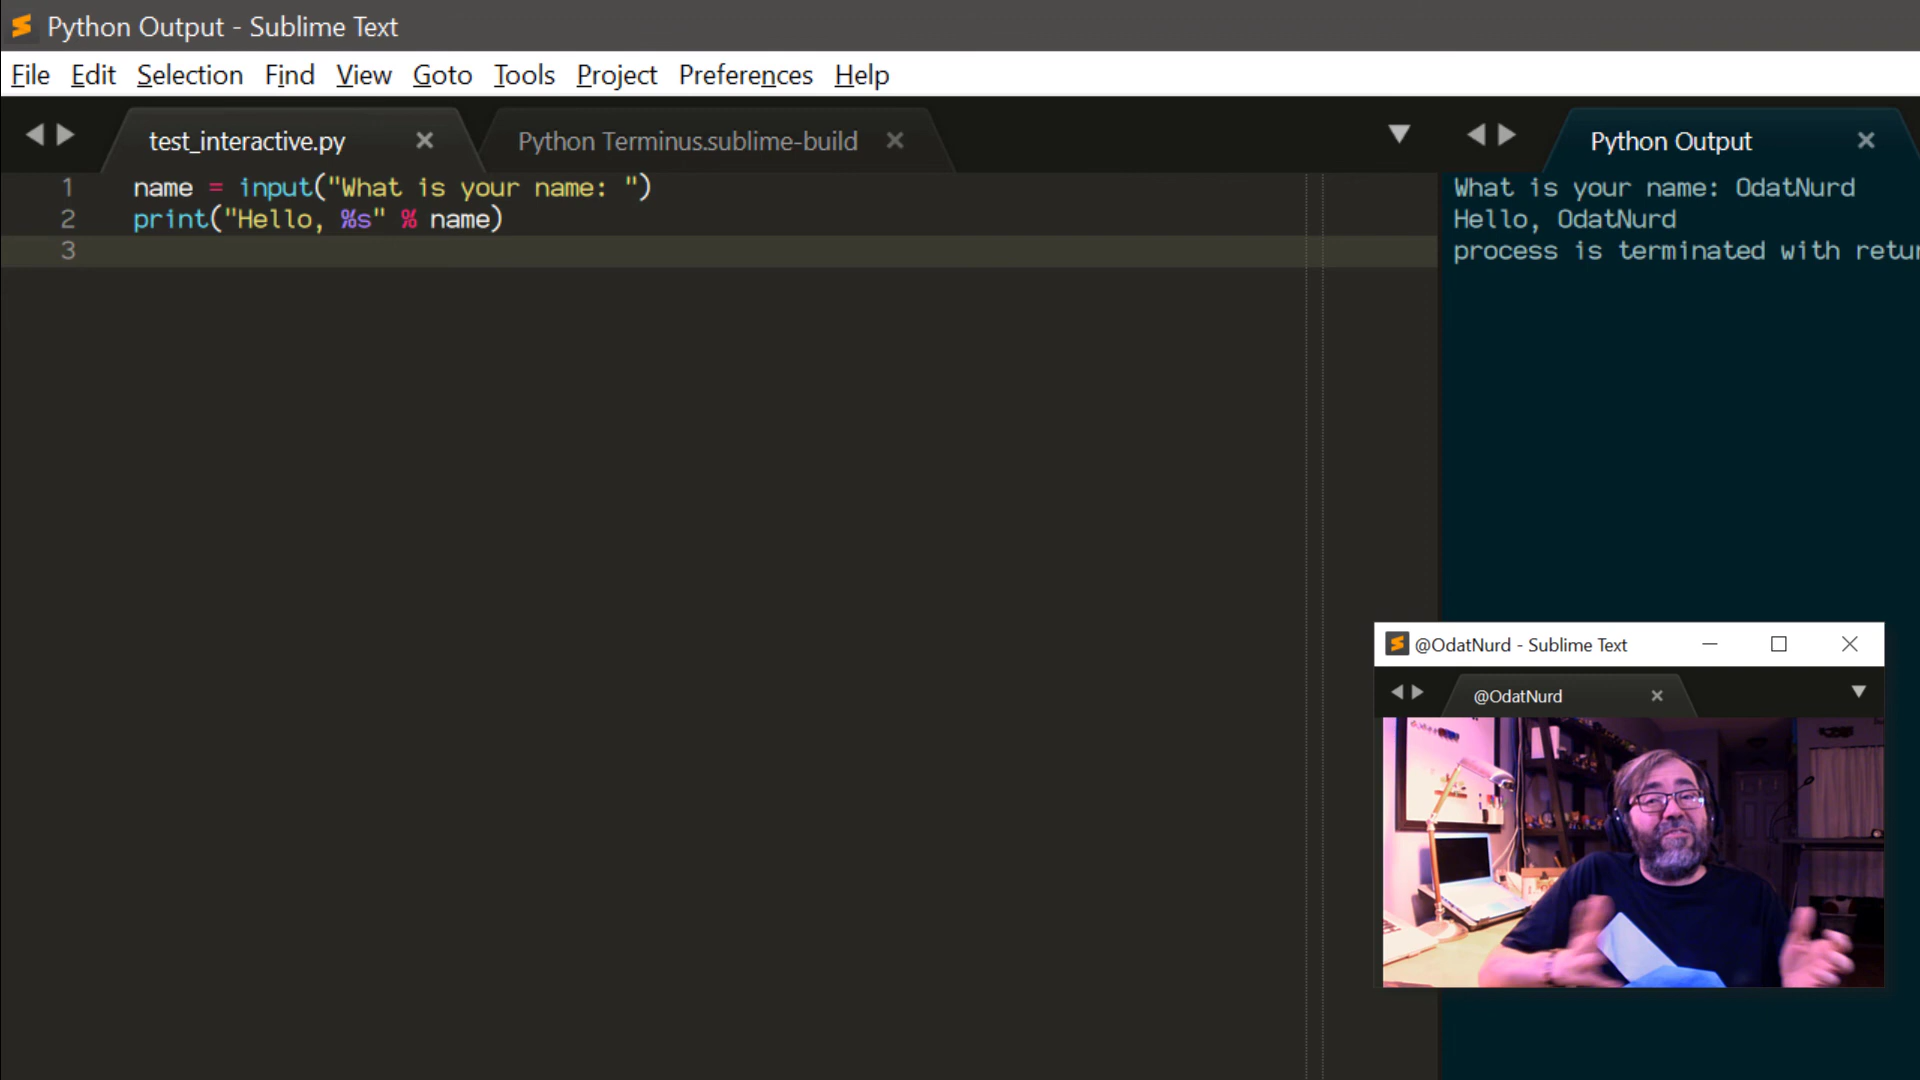 Python Output - Sublime Text
File Edit Selection Find View Goto Tools Project Preferences Help
test_interactive.py
Python Terminus.sublime-build
Python Output
1 name = input("What is your name: ")
2 print("Hello, %s" % name)
3
What is your name: OdatNurd
Hello, OdatNurd
process is terminated with retur
@OdatNurd - Sublime Text
@OdatNurd